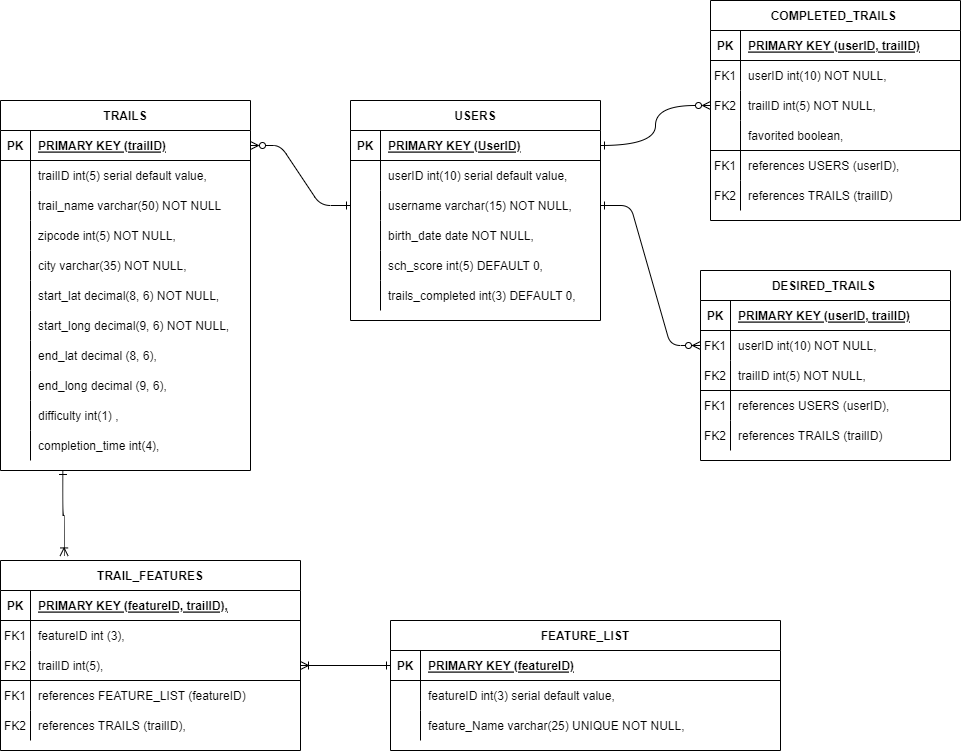 COMPLETED_TRAILS
PK PRIMARY KEY (userID, trailID)
FK1 userID int(10) NOT NULL,
FK2 trailID int(5) NOT NULL,
favorited boolean,
FK1 references USERS (userID),
FK2 references TRAILS (trailID)
TRAILS
PK PRIMARY KEY (trailID)
trailID int(5) serial default value,
trail_name varchar(50) NOT NULL
zipcode int(5) NOT NULL,
city varchar(35) NOT NULL,
start_lat decimal(8, 6) NOT NULL,
start_long decimal(9, 6) NOT NULL,
end_lat decimal (8, 6),
end_long decimal (9, 6),
difficulty int(1) ,
completion_time int(4),
USERS
PK PRIMARY KEY (UserID)
userID int(10) serial default value,
username varchar(15) NOT NULL,
birth_date date NOT NULL,
sch_score int(5) DEFAULT 0,
trails_completed int(3) DEFAULT 0,
DESIRED_TRAILS
PK PRIMARY KEY (userID, trailID)
FK1 userID int(10) NOT NULL,
FK2 trailID int(5) NOT NULL,
FK1 references USERS (userID),
FK2 references TRAILS (trailID)
TRAIL_FEATURES
PK PRIMARY KEY (featureID, trailID),
FK1 featureID int (3),
FK2 trailID int(5),
FK1 references FEATURE_LIST (featureID)
FK2 references TRAILS (trailID),
FEATURE_LIST
PK PRIMARY KEY (featureID)
featureID int(3) serial default value,
feature_Name varchar(25) UNIQUE NOT NULL,